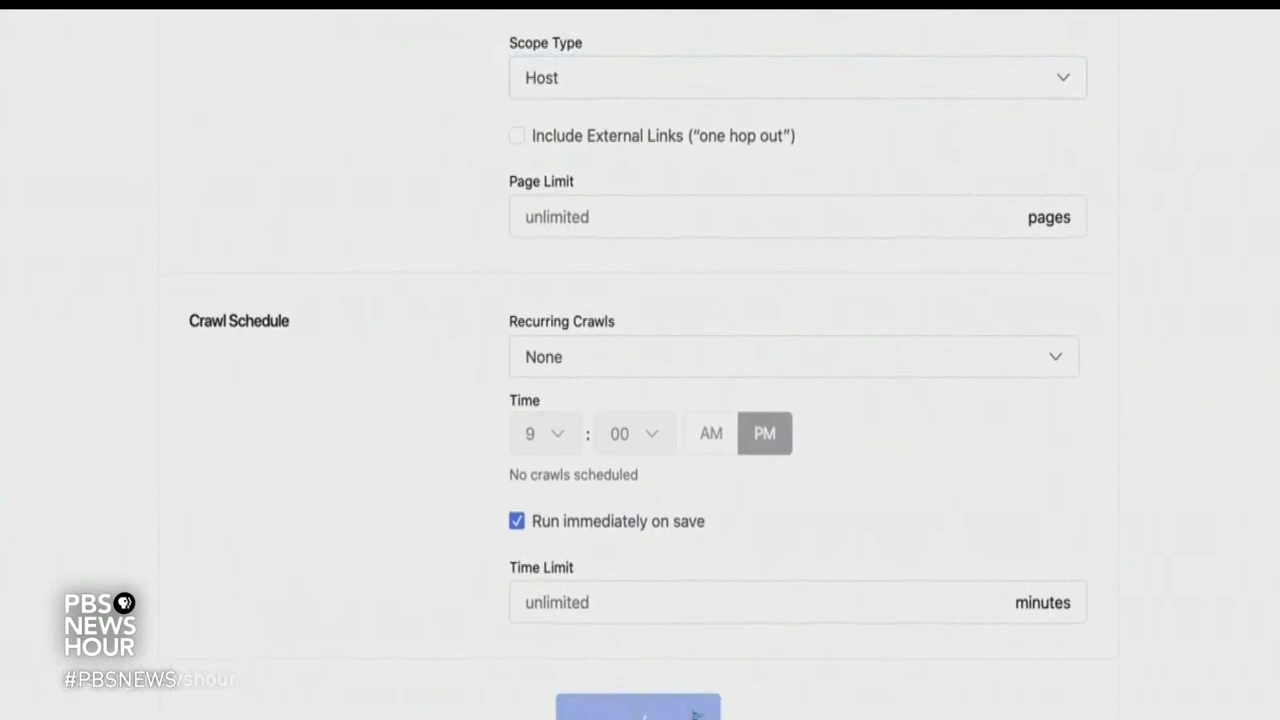 Scope Type
Host
Include External Links (“one hop out”)
Page Limit
unlimited pages
Crawl Schedule
Recurring Crawls
None
Time
9 : 00 AM PM
No crawls scheduled
Run immediately on save
Time Limit
unlimited minutes
PBS
NEWS
HOUR
#PBSNEWS/shour